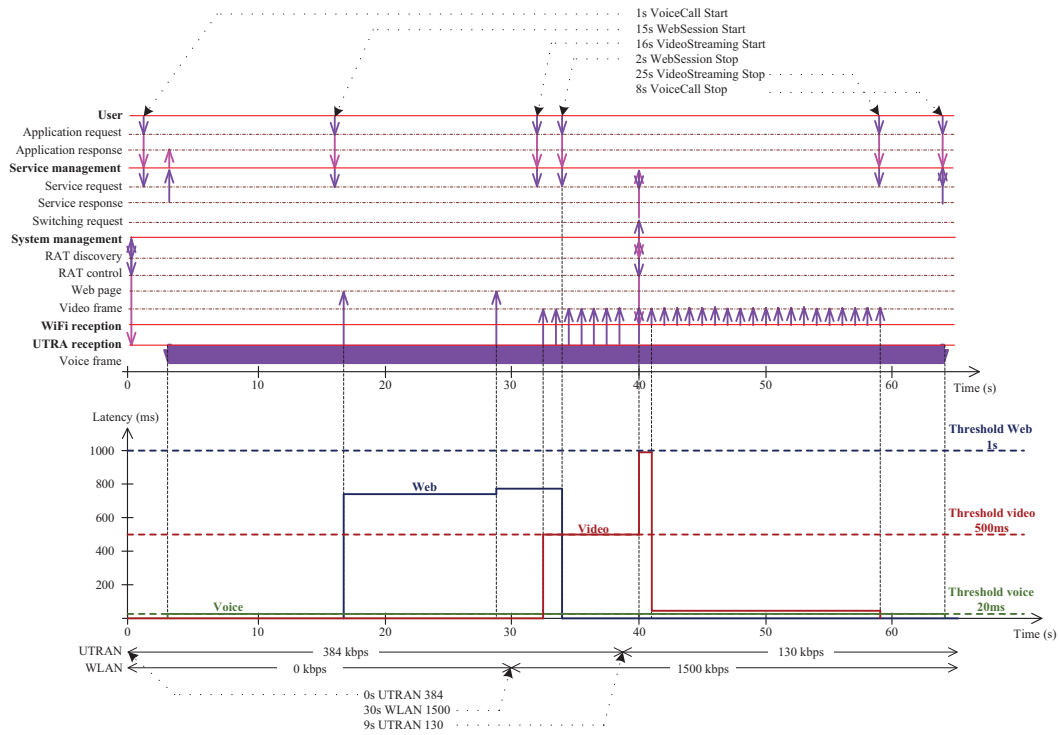 1s VoiceCall Start
15s WebSession Start
16s VideoStreaming Start
2s WebSession Stop
25s VideoStreaming Stop
8s VoiceCall Stop
User
Application request
Application response
Service management
Service request
Service response
Switching request
System management
RAT discovery
RAT control
Web page
Video frame
WiFi reception
UTRA reception
Voice frame
0 10 20 30 40 50 60 Time (s)
Latency (ms)
1000
800
600
400
200
Threshold Web
1s
Web
Threshold video
500ms
Video
Threshold voice
20ms
Voice
0 10 20 30 40 50 60 Time (s)
UTRAN 384 kbps 130 kbps
WLAN 0 kbps 1500 kbps
0s UTRAN 384
30s WLAN 1500
9s UTRAN 130